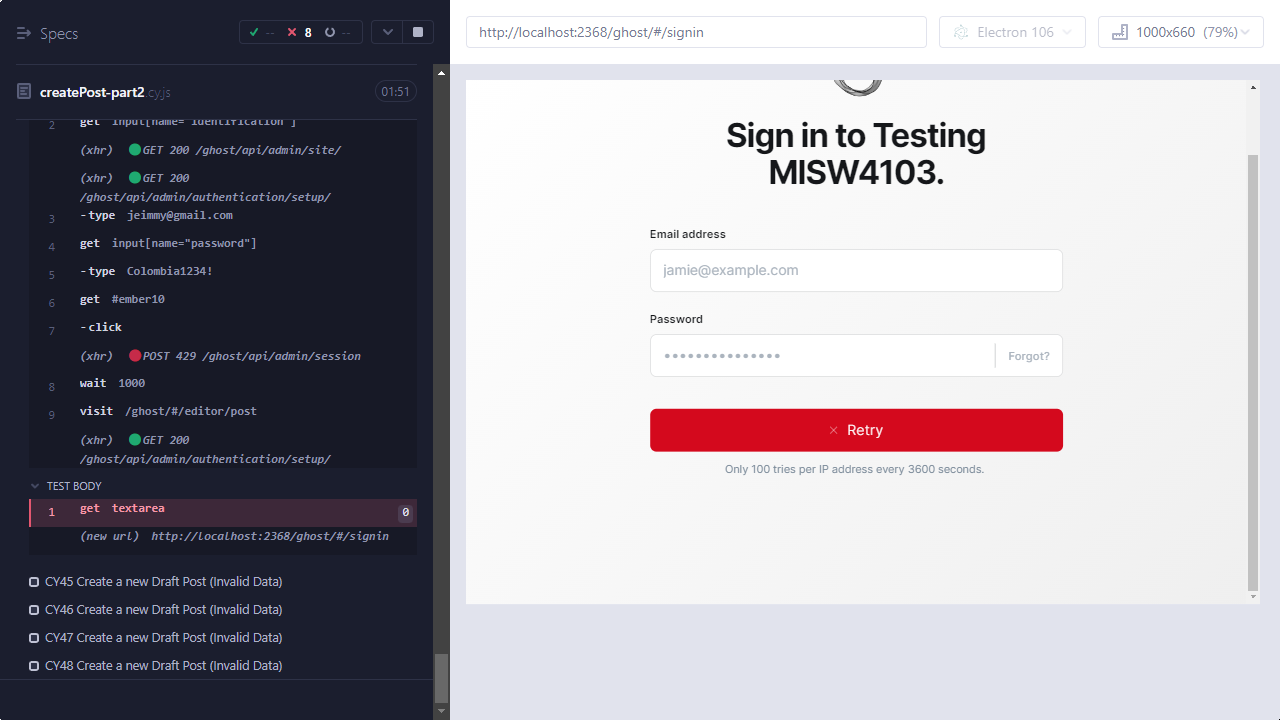 Specs
-- 8 --
createPost-part2.cy.js 01:51
2 get input[name="identification"]
(xhr) GET 200 /ghost/api/admin/site/
(xhr) GET 200
/ghost/api/admin/authentication/setup/
3 -type jeimmy@gmail.com
4 get input[name="password"]
5 -type Colombia1234!
6 get #ember10
7 -click
(xhr) POST 429 /ghost/api/admin/session
8 wait 1000
9 visit /ghost/#/editor/post
(xhr) GET 200
/ghost/api/admin/authentication/setup/
TEST BODY
1 get textarea 0
(new url) http://localhost:2368/ghost/#/signin
CY45 Create a new Draft Post (Invalid Data)
CY46 Create a new Draft Post (Invalid Data)
CY47 Create a new Draft Post (Invalid Data)
CY48 Create a new Draft Post (Invalid Data)
http://localhost:2368/ghost/#/signin
Electron 106
1000x660 (79%)
Sign in to Testing
MISW4103.
Email address
jamie@example.com
Password
••••••••••••••• Forgot?
× Retry
Only 100 tries per IP address every 3600 seconds.